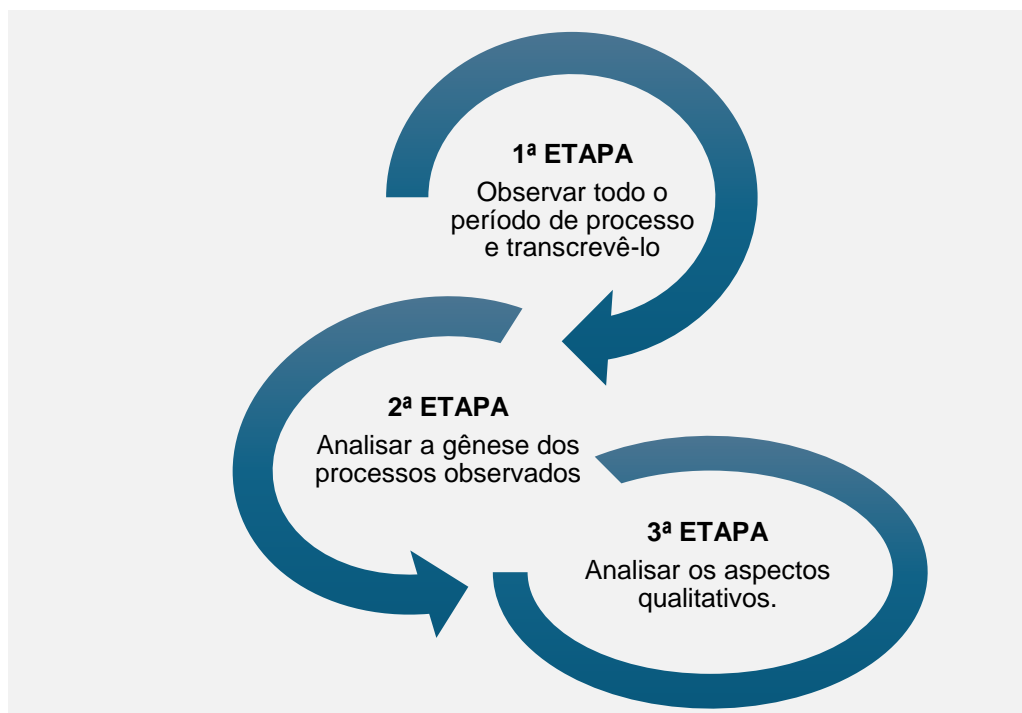 1ª ETAPA
Observar todo o
período de processo
e transcrevê-lo
2ª ETAPA
Analisar a gênese dos
processos observados
3ª ETAPA
Analisar os aspectos
qualitativos.